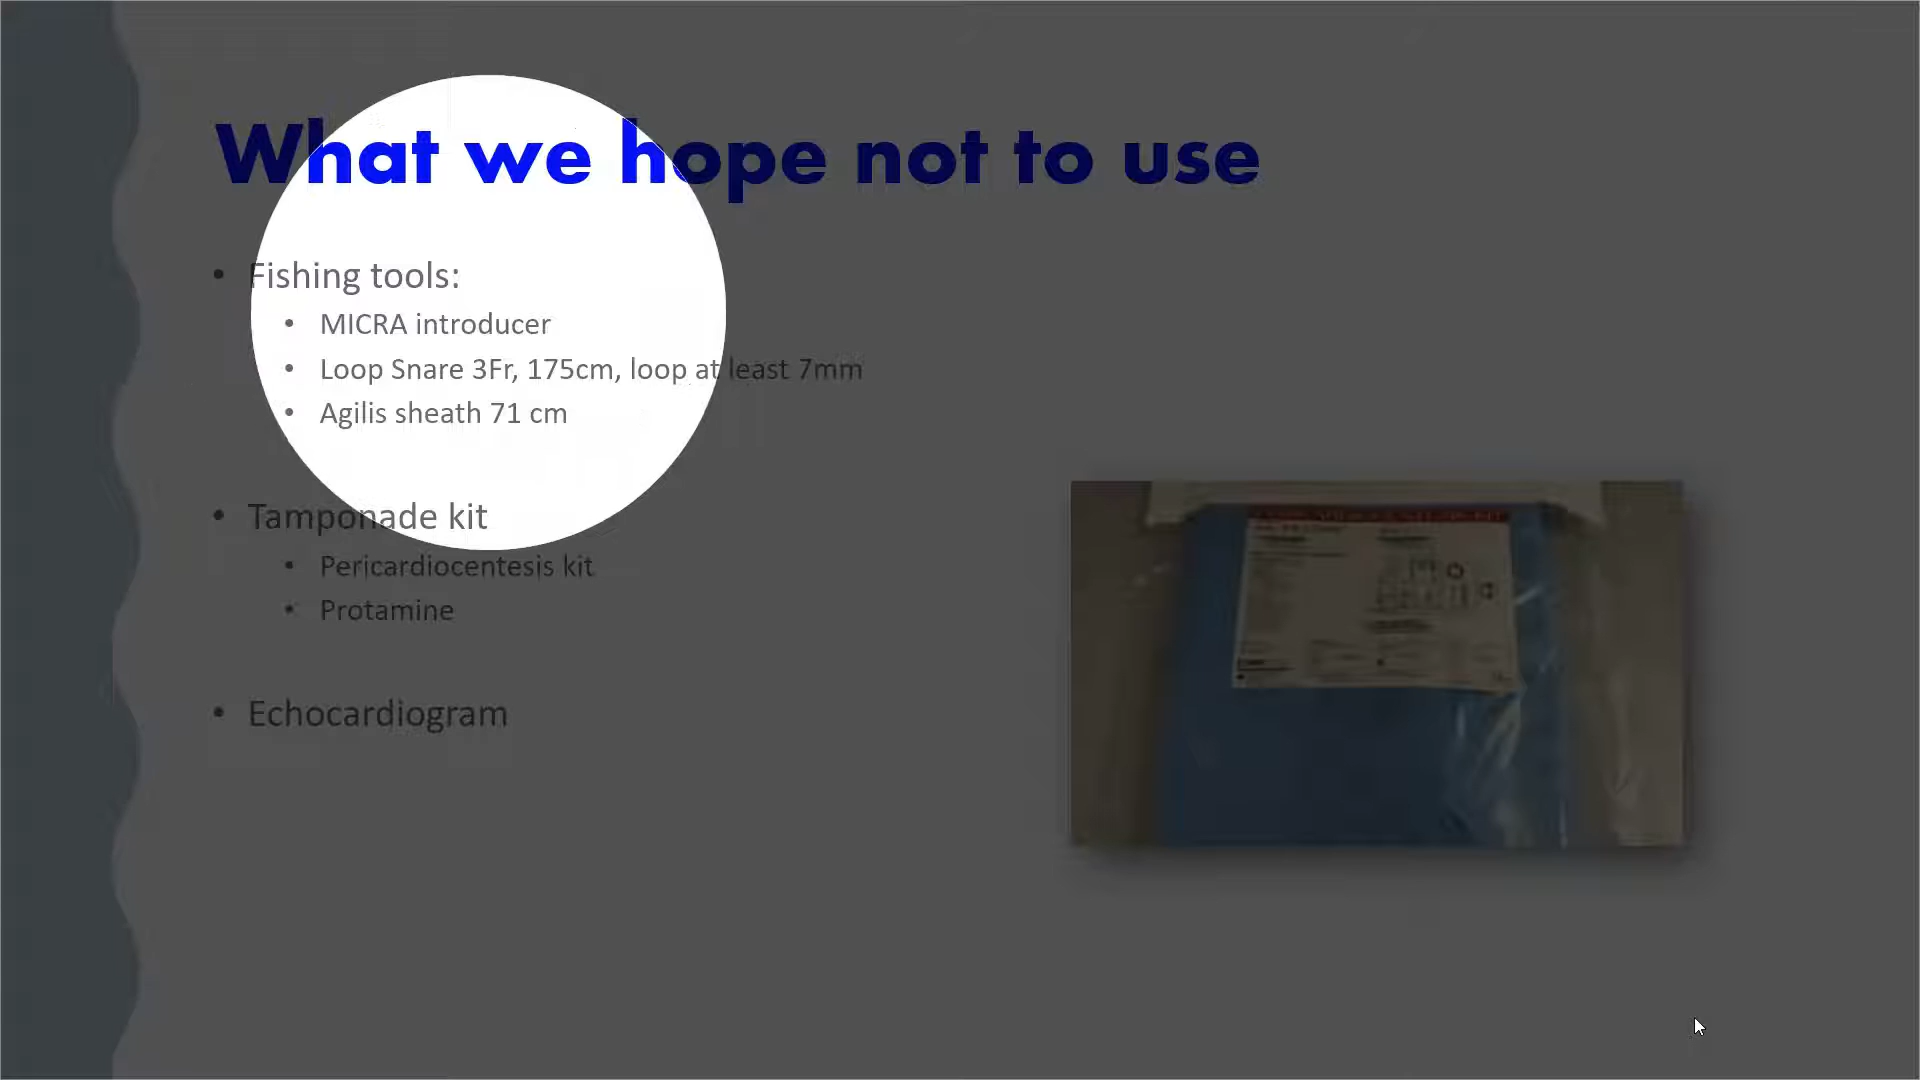 What we hope not to use
• Fishing tools:
• MICRA introducer
• Loop Snare 3Fr, 175cm, loop at least 7mm
• Agilis sheath 71 cm
• Tamponade kit
• Pericardiocentesis kit
• Protamine
• Echocardiogram